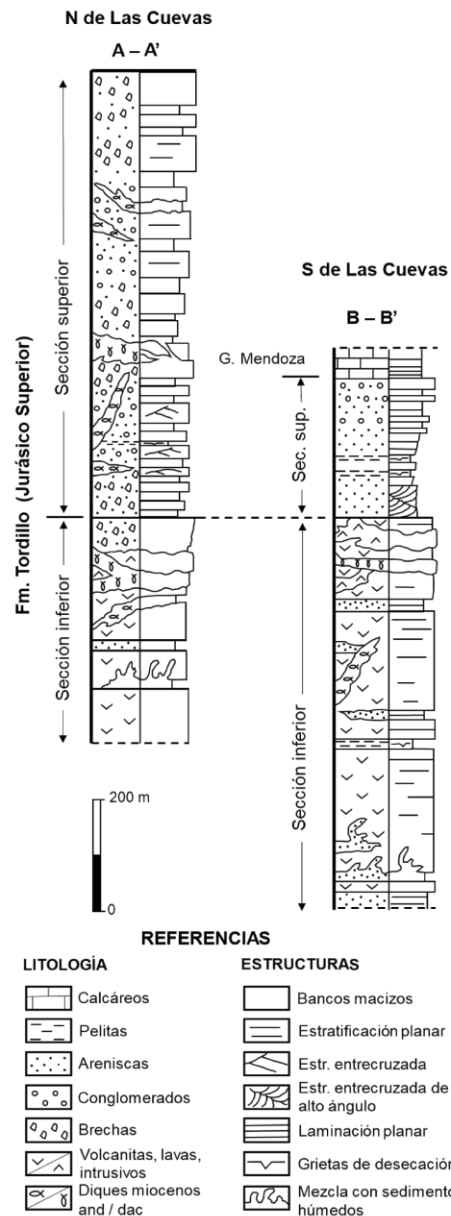 N de Las Cuevas
A – A'
S de Las Cuevas
B – B'
G. Mendoza
Fm. Tordillo (Jurásico Superior)
Sección superior
Sección inferior
Sec. sup.
Sección inferior
200 m
0
REFERENCIAS
LITOLOGÍA
Calcáreos
Pelitas
Areniscas
Conglomerados
Brechas
Volcanitas, lavas,
intrusivos
Diques miocenos
and / dac
ESTRUCTURAS
Bancos macizos
Estratificación planar
Estr. entrecruzada
Estr. entrecruzada de
alto ángulo
Laminación planar
Grietas de desecación
Mezcla con sedimento
húmedos